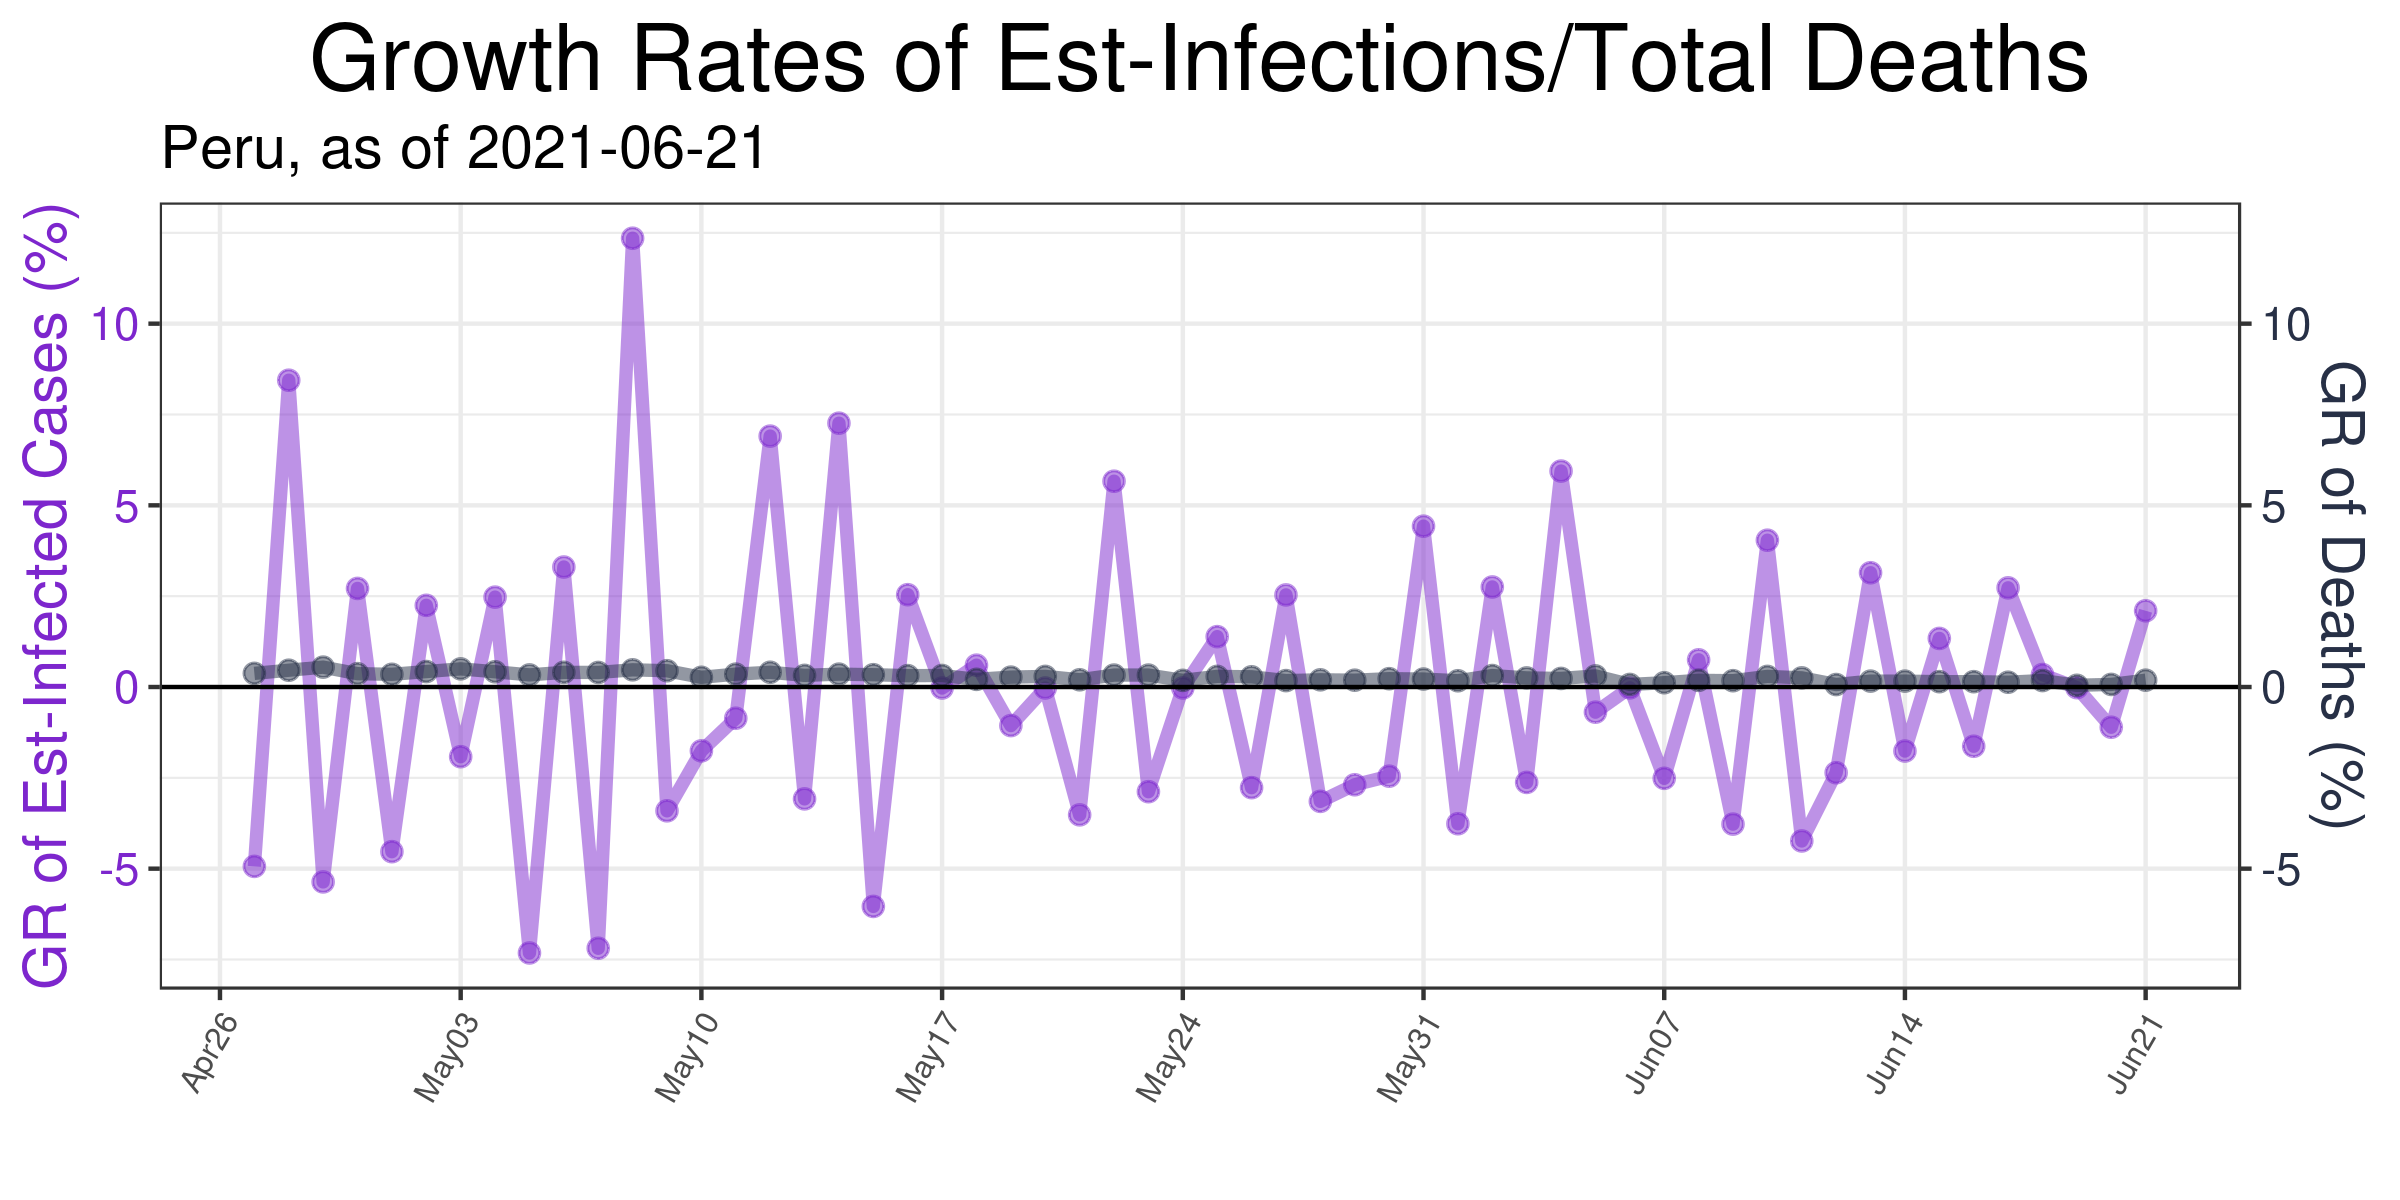 Growth Rates of Est-Infections/Total Deaths
Peru, as of 2021-06-21
GR of Est-Infected Cases (%)
10
5
0
-5
10
5
0
-5
GR of Deaths (%)
Apr26
May03
May10
May17
May24
May31
Jun07
Jun14
Jun21